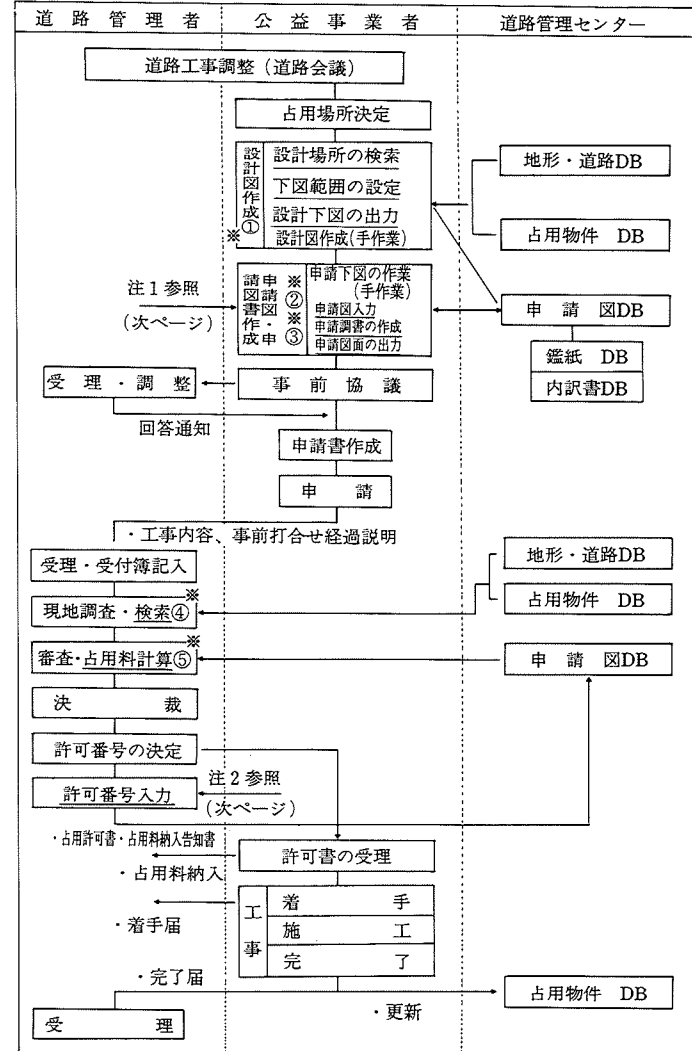 道路管理者
公益事業者
道路管理センター
道路工事調整(道路会議)
占用場所決定
設計図作成①
※
設計場所の検索
下図範囲の設定
設計下図の出力
設計図作成(手作業)
地形・道路DB
占用物件 DB
注1参照
(次ページ)
申請図書作成・申請図
※②
※③
申請下図の作業
(手作業)
申請図入力
申請調書の作成
申請図面の出力
申請図DB
鑑紙 DB
内訳書DB
受理・調整
事前協議
回答通知
申請書作成
申請
・工事内容、事前打合せ経過説明
受理・受付簿記入
地形・道路DB
占用物件 DB
※
現地調査・検索④
※
審査・占用料計算⑤
申請図DB
決裁
許可番号の決定
許可番号入力
注2参照
(次ページ)
・占用許可書・占用料納入告知書
許可書の受理
・占用料納入
工事
着手
施工
完了
・着手届
・完了届
占用物件 DB
・更新
受理